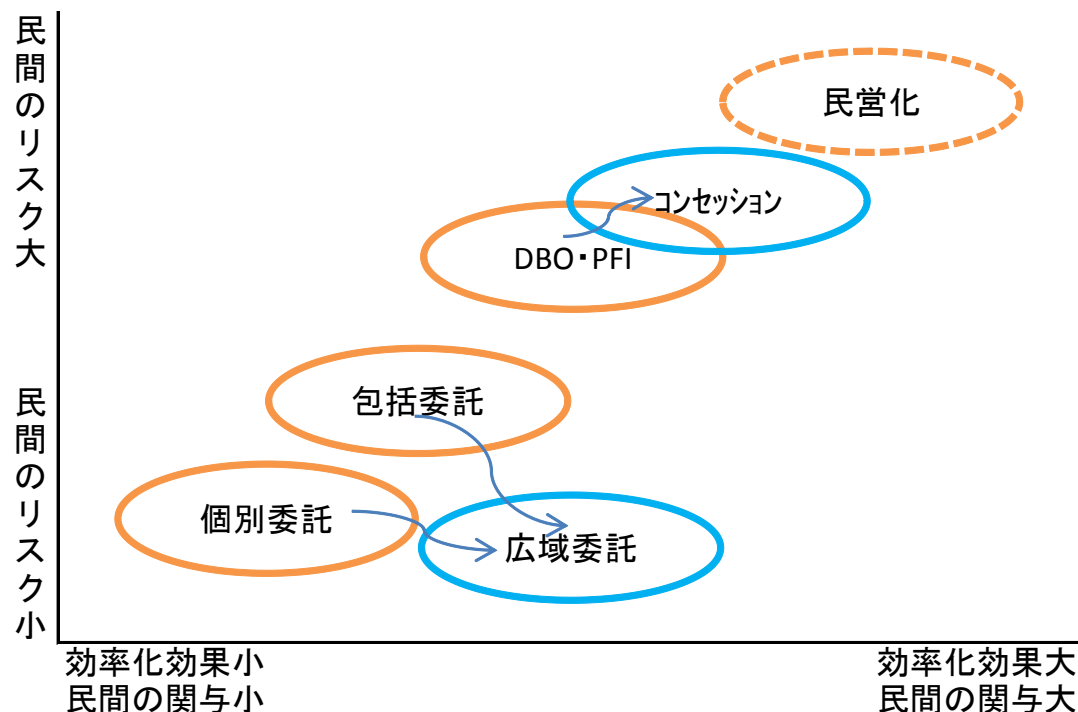 民間のリスク大
民営化
コンセッション
DBO・PFI
民間のリスク小
包括委託
個別委託
広域委託
効率化効果小
民間の関与小
効率化効果大
民間の関与大